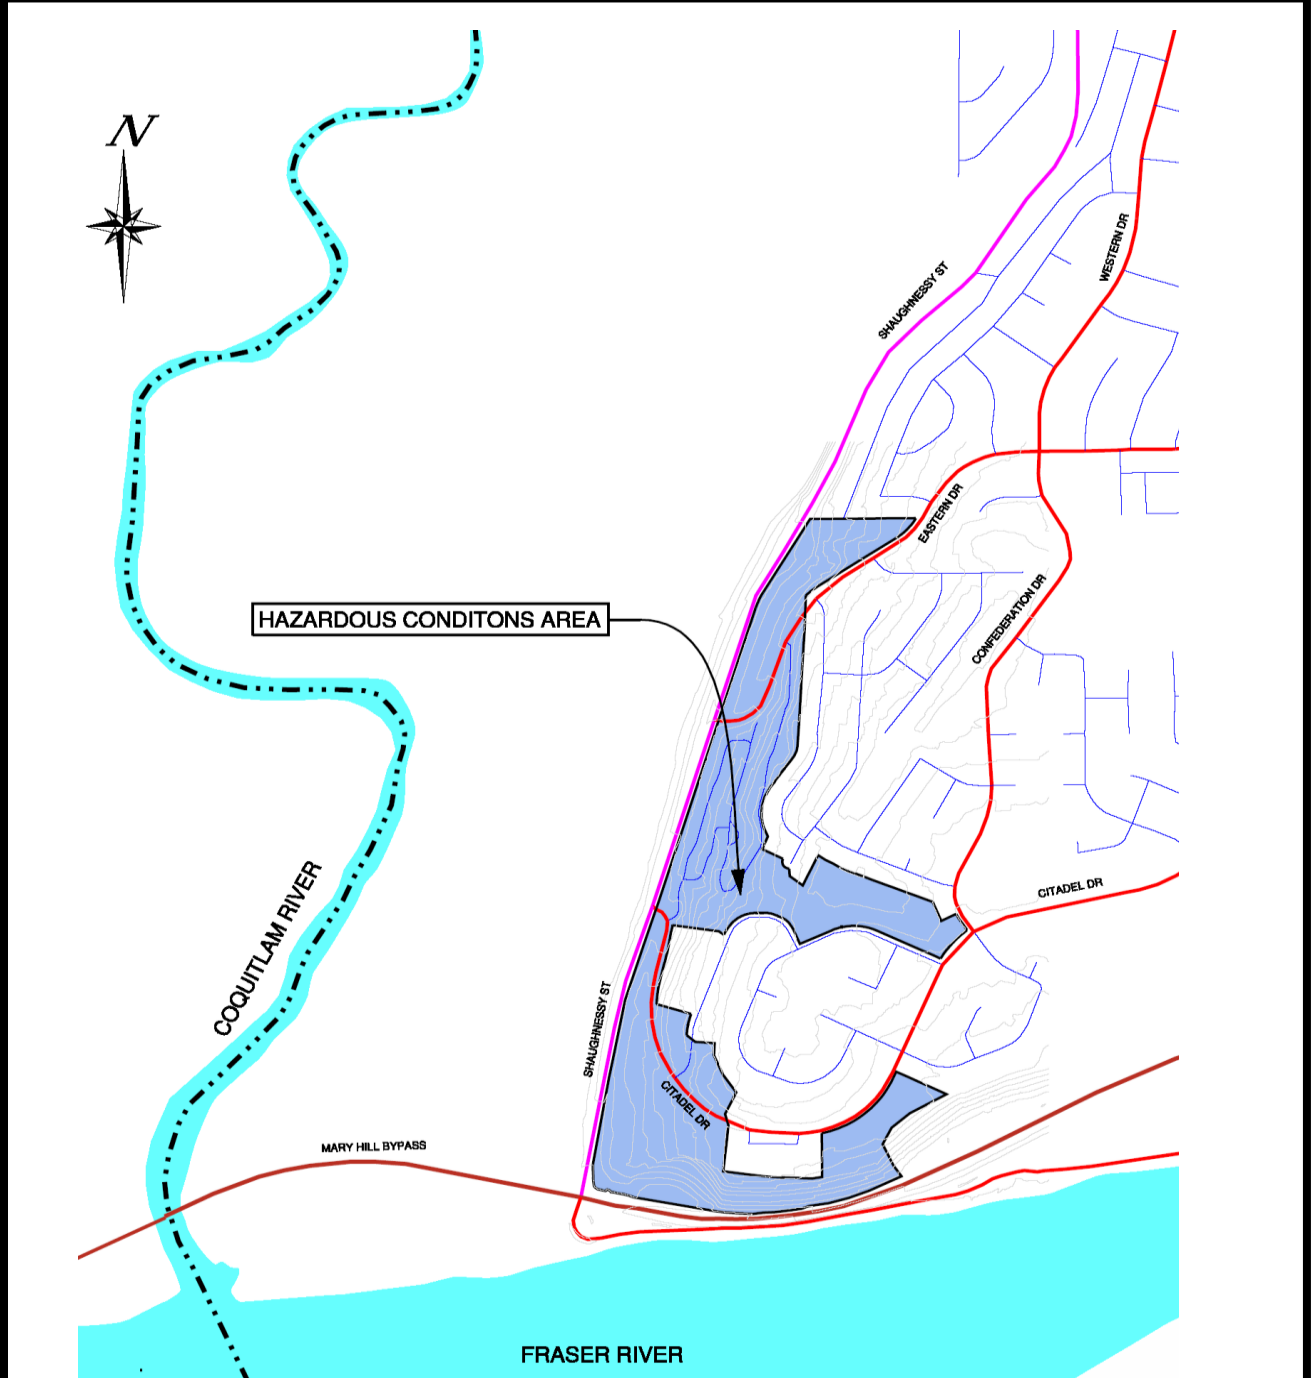 N
WESTERN DR
SHAUGHNESSY ST
EASTERN DR
CONFEDERATION DR
HAZARDOUS CONDITONS AREA
CITADEL DR
COQUITLAM RIVER
SHAUGHNESSY ST
CITADEL DR
MARY HILL BYPASS
FRASER RIVER